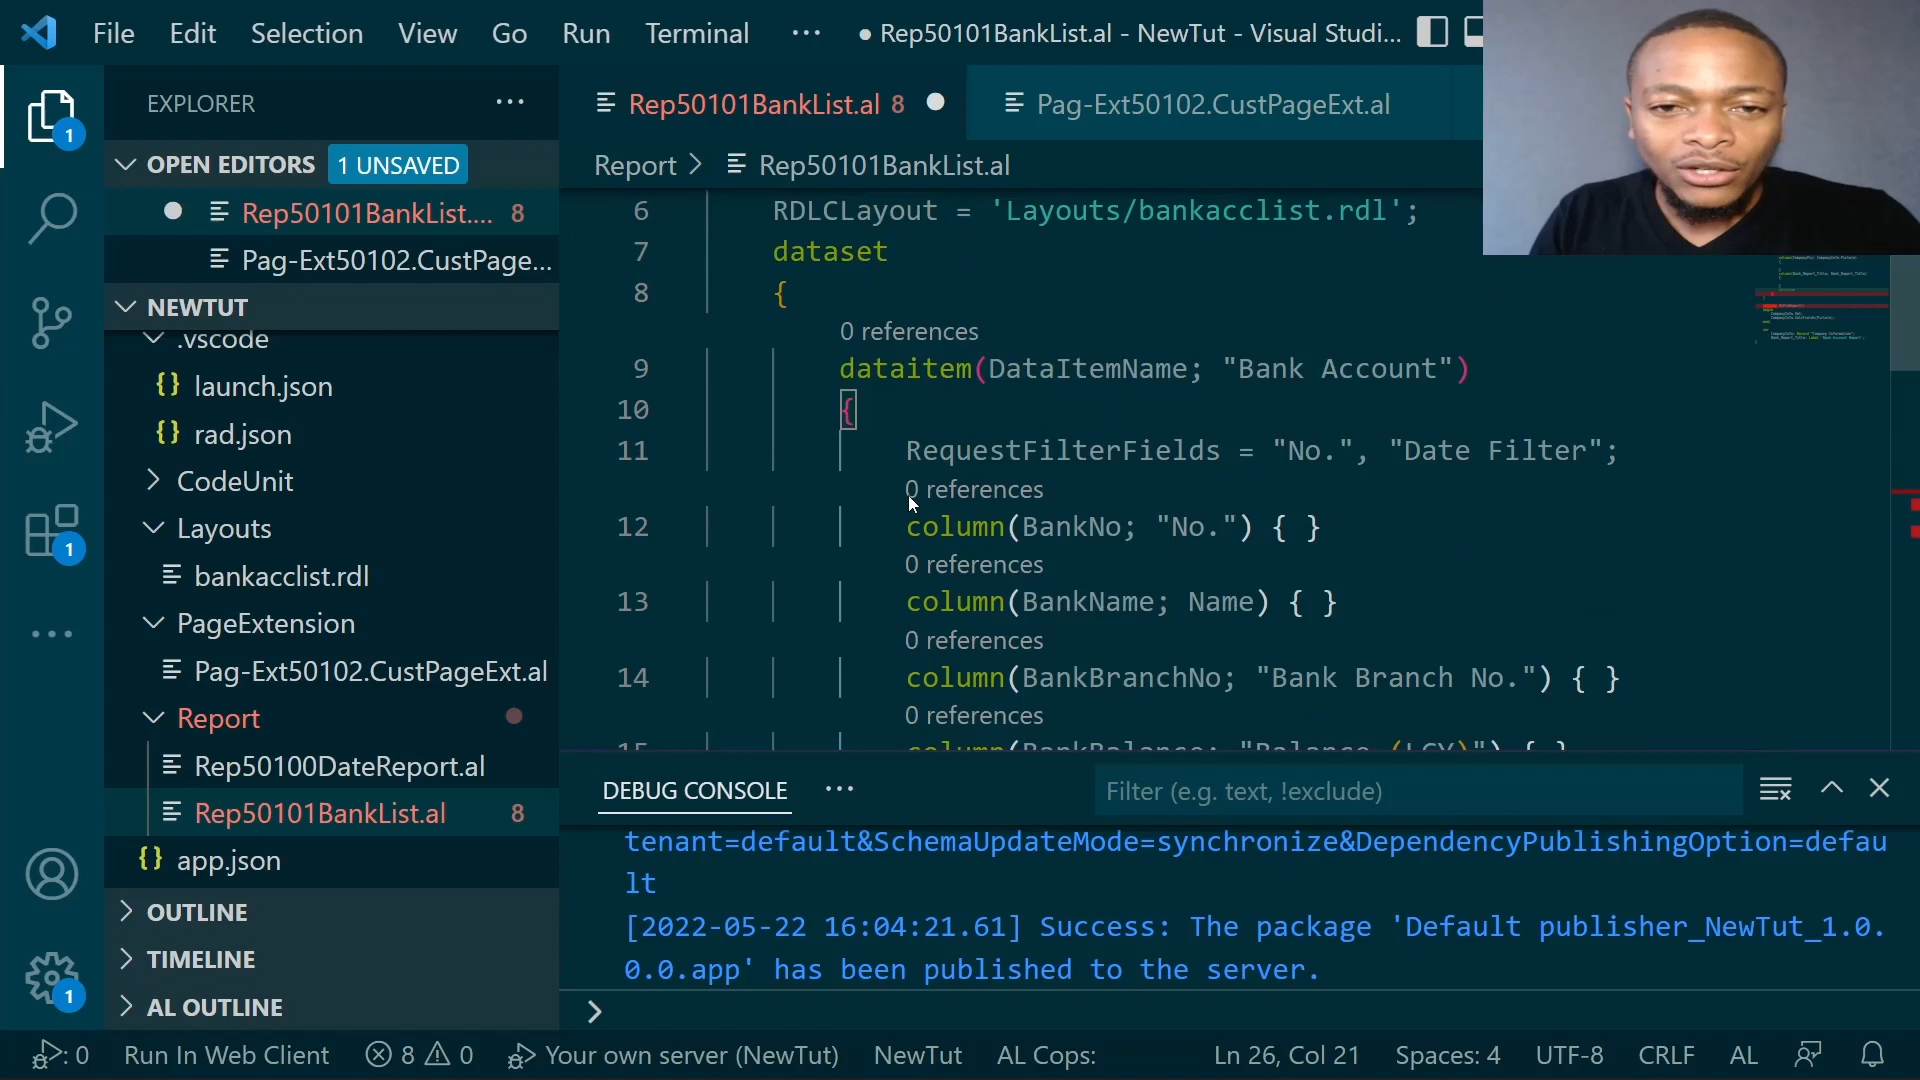 File Edit Selection View Go Run Terminal ··· ● Rep50101BankList.al - NewTut - Visual Studi...
EXPLORER ···
OPEN EDITORS 1 UNSAVED
Rep50101BankList.... 8
Pag-Ext50102.CustPage...
NEWTUT
.vscode
{} launch.json
{} rad.json
CodeUnit
Layouts
bankacclist.rdl
PageExtension
Pag-Ext50102.CustPageExt.al
Report
Rep50100DateReport.al
Rep50101BankList.al 8
{} app.json
OUTLINE
TIMELINE
AL OUTLINE
1
1
1
Rep50101BankList.al 8 ● Pag-Ext50102.CustPageExt.al
Report > Rep50101BankList.al
6 RDLCLayout = 'Layouts/bankacclist.rdl';
7 dataset
8 {
0 references
9 dataitem(DataItemName; "Bank Account")
10 {
11 RequestFilterFields = "No.", "Date Filter";
0 references
12 column(BankNo; "No.") { }
0 references
13 column(BankName; Name) { }
0 references
14 column(BankBranchNo; "Bank Branch No.") { }
0 references
15 column(BankBalance; "Balance (LCY)") { }
DEBUG CONSOLE ··· Filter (e.g. text, !exclude)
tenant=default&SchemaUpdateMode=synchronize&DependencyPublishingOption=defau
lt
[2022-05-22 16:04:21.61] Success: The package 'Default publisher_NewTut_1.0.
0.0.app' has been published to the server.
>
: 0 Run In Web Client 8 0 Your own server (NewTut) NewTut AL Cops: Ln 26, Col 21 Spaces: 4 UTF-8 CRLF AL